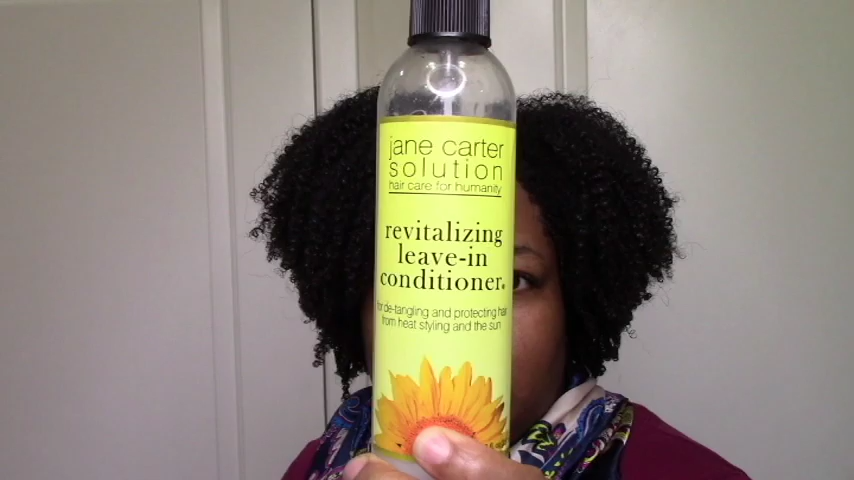 jane carter
solution
hair care for humanity
revitalizing
leave-in
conditioner®
for de-tangling and protecting hair
from heat styling and the sun